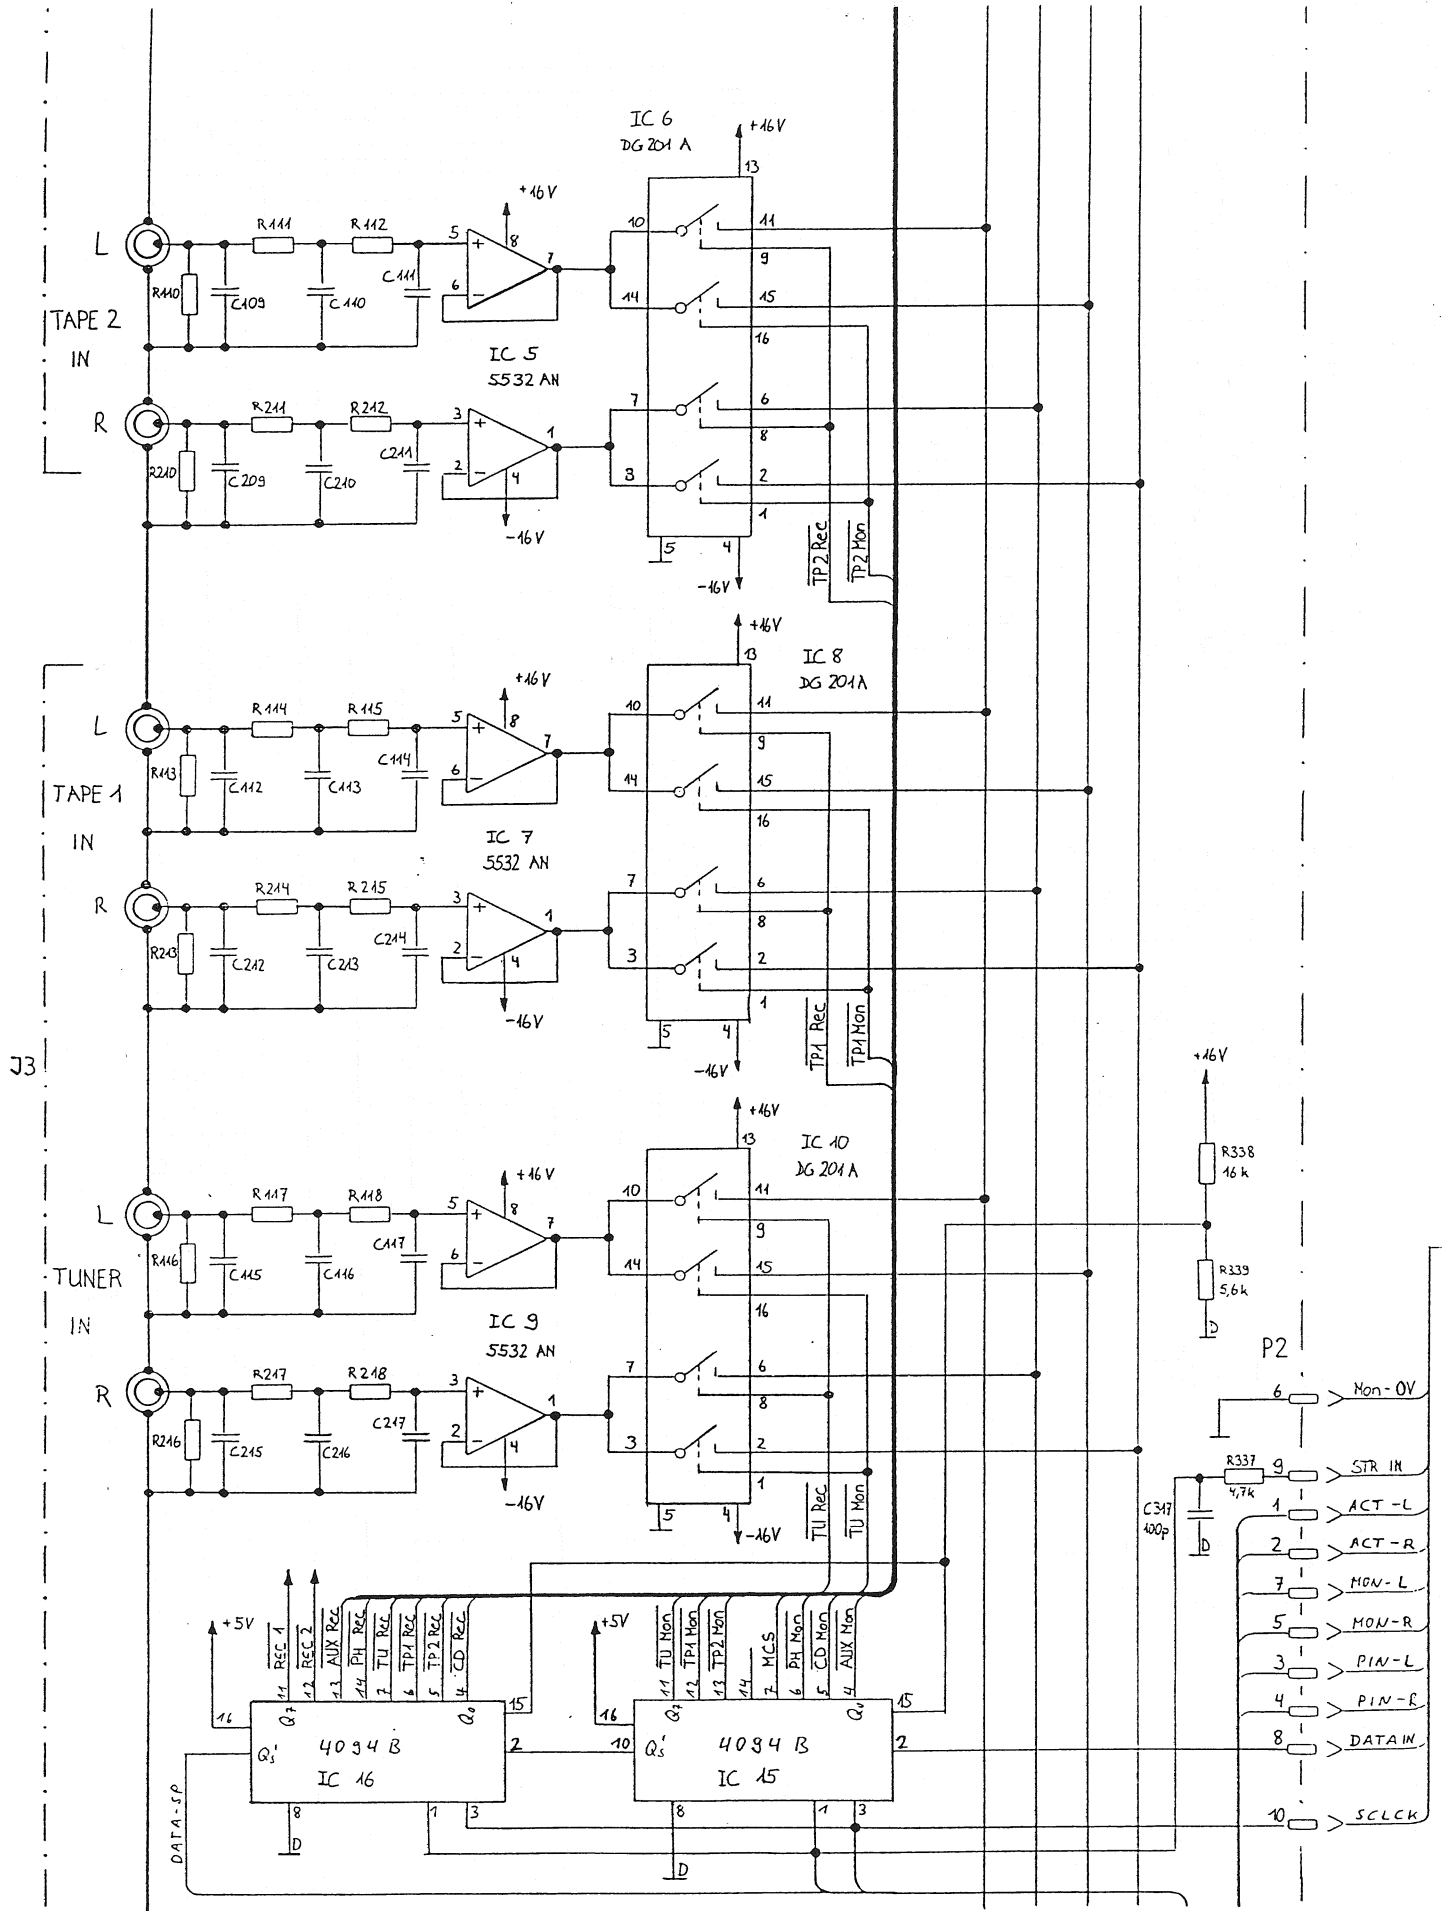 IC 6
DG201A
+16V
13
+16V
L
R111
R112
5
+
8
7
6
−
10
11
9
R110
C109
C110
C111
14
15
16
TAPE 2
IN
IC 5
5532 AN
R
R211
R212
3
+
1
2
−
4
7
6
8
R210
C209
C210
C211
3
2
1
−16V
5
4
−16V
TP2 Rec
TP2 Mon
+16V
13
IC 8
DG 201A
+16V
L
R114
R115
5
+
8
7
6
−
10
11
9
R113
C112
C113
C114
14
15
16
TAPE 1
IN
IC 7
5532 AN
R
R214
R215
3
+
1
2
−
4
7
6
8
R213
C212
C213
C214
3
2
1
−16V
5
4
−16V
TP1 Rec
TP1 Mon
J3
+16V
+16V
13
IC 10
DG 201A
R338
16k
+16V
L
R117
R118
5
+
8
7
6
−
10
11
9
R116
C115
C116
C117
14
15
16
R339
5,6k
D
TUNER
IN
IC 9
5532 AN
P2
R
R217
R218
3
+
1
2
−
4
7
6
8
R216
C215
C216
C217
3
2
1
−16V
5
4
−16V
TU Rec
TU Mon
6 Mon-0V
R337
4,7k
9 STR IN
C317
100p
D
1 ACT-L
2 ACT-R
7 MON-L
5 MON-R
3 PIN-L
4 PIN-R
8 DATA IN
10 SCLCK
+5V
REC 1
REC 2
AUX Rec
PH Rec
TU Rec
TP1 Rec
TP2 Rec
CD Rec
11
12
13
14
7
6
5
4
+5V
TU Mon
TP1 Mon
TP2 Mon
MCS
PH Mon
CD Mon
AUX Mon
11
12
13
14
7
6
5
4
16
Q7
Q0
15
16
Q7
Q0
15
Qs'
4094 B
2
10
Qs'
4094 B
2
IC 16
IC 15
8
1
3
8
1
3
D
D
DATA-SP